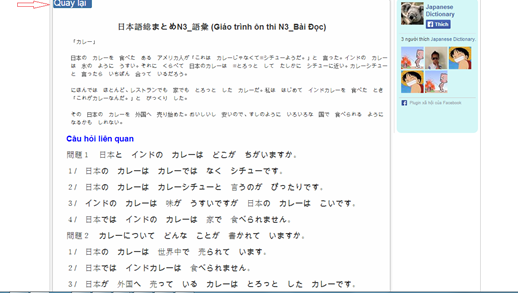 Quay lại
日本語総まとめN3_語彙 (Giáo trình ôn thi N3_Bài Đọc)
「カレー」
日本の カレーを 食べた ある アメリカ人が「これは カレーじゃなくて①シチューようだ。」と 言った。インドの カレー
は 水の ように うすい。それに くらべて 日本のカレーは ②とろっと して たしかに シチューに近い。カレーシチュー
と 言ったら いちばん 合って いるだろう。
にほんでは ほとんど、レストランでも 家でも とろっと した カレーだ。私は はじめて インドカレーを 食べた とき
「これがカレーなんだ。」と がっくり した。
その 日本の カレーを 外国へ 売り始めた。おいしいし 安いので、すしのように いろいろな 国で 食べられる ように
なるかも しれない。
Câu hỏi liên quan
問題１ 日本と インドの カレーは どこが ちがいますか。
１/ 日本の カレーは カレーでは なく シチューです。
２/ 日本の カレーは カレーシチューと 言うのが ぴったりです。
３/ インドの カレーは 味が うすいですが 日本の カレーは こいです。
４/ 日本では インドの カレーは 家で 食べられません。
問題２ カレーについて どんな ことが 書かれて いますか。
１/ 日本の カレーは 世界中で 売られて います。
２/ 日本では インドカレーは 食べられません。
３/ 日本が 外国へ 売って いる カレーは とろっと した カレーです。
Japanese
Dictionary
Thích
3 người thích Japanese Dictionary.
Plugin xã hội của Facebook